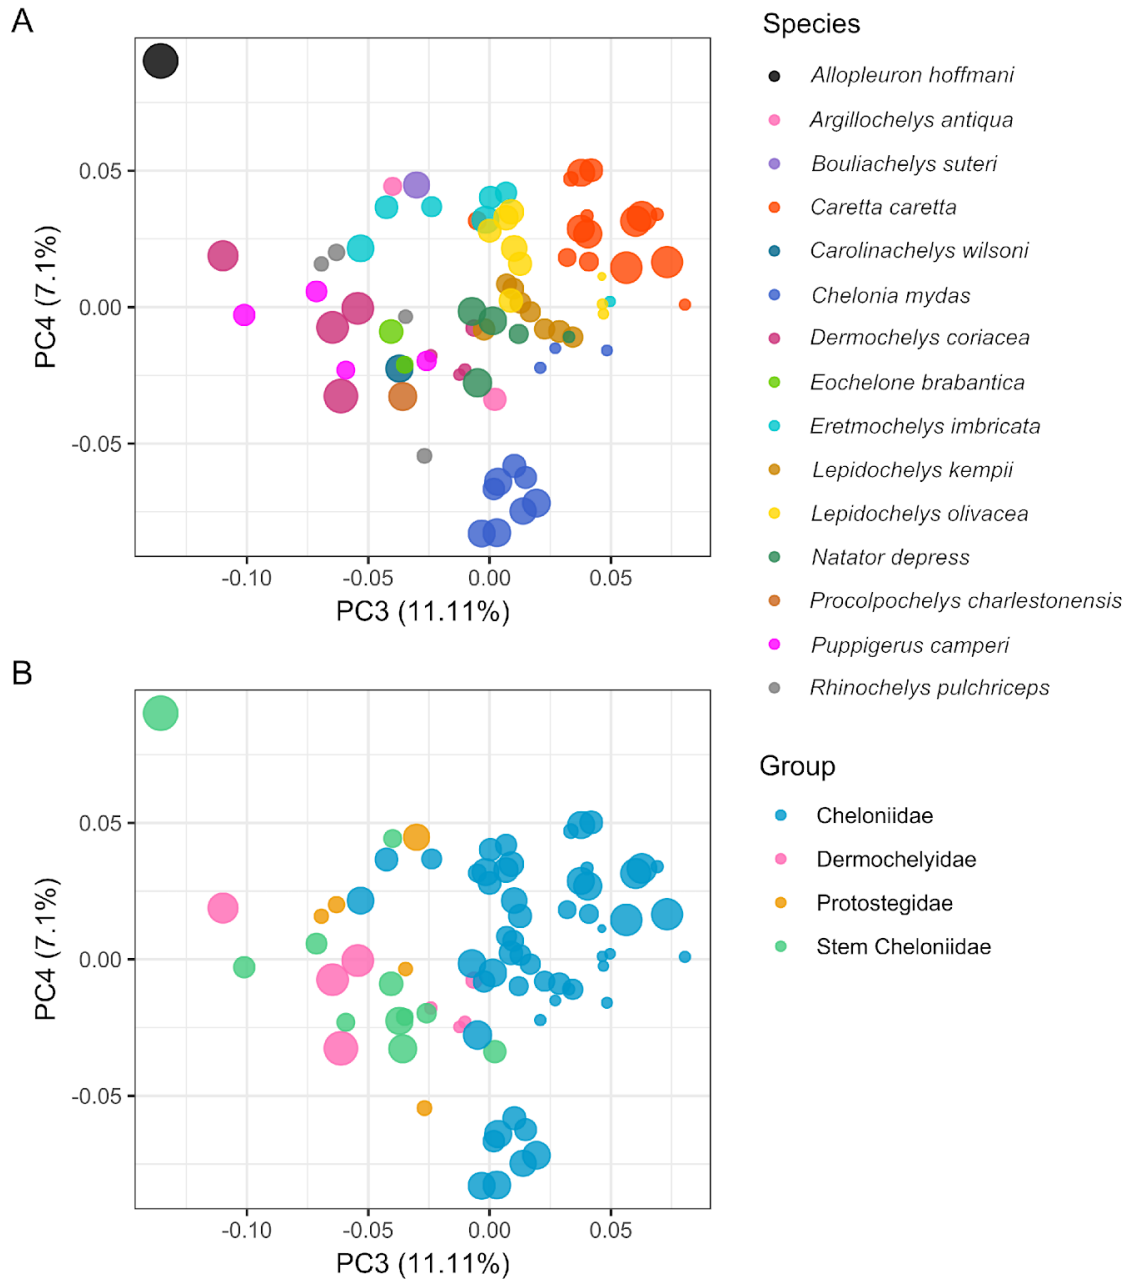 A
0.05
0.00
-0.05
PC4 (7.1%)
-0.10
-0.05
0.00
0.05
PC3 (11.11%)
Species
Allopleuron hoffmani
Argillochelys antiqua
Bouliachelys suteri
Caretta caretta
Carolinachelys wilsoni
Chelonia mydas
Dermochelys coriacea
Eochelone brabantica
Eretmochelys imbricata
Lepidochelys kempii
Lepidochelys olivacea
Natator depress
Procolpochelys charlestonensis
Puppigerus camperi
Rhinochelys pulchriceps
B
0.05
0.00
-0.05
PC4 (7.1%)
-0.10
-0.05
0.00
0.05
PC3 (11.11%)
Group
Cheloniidae
Dermochelyidae
Protostegidae
Stem Cheloniidae